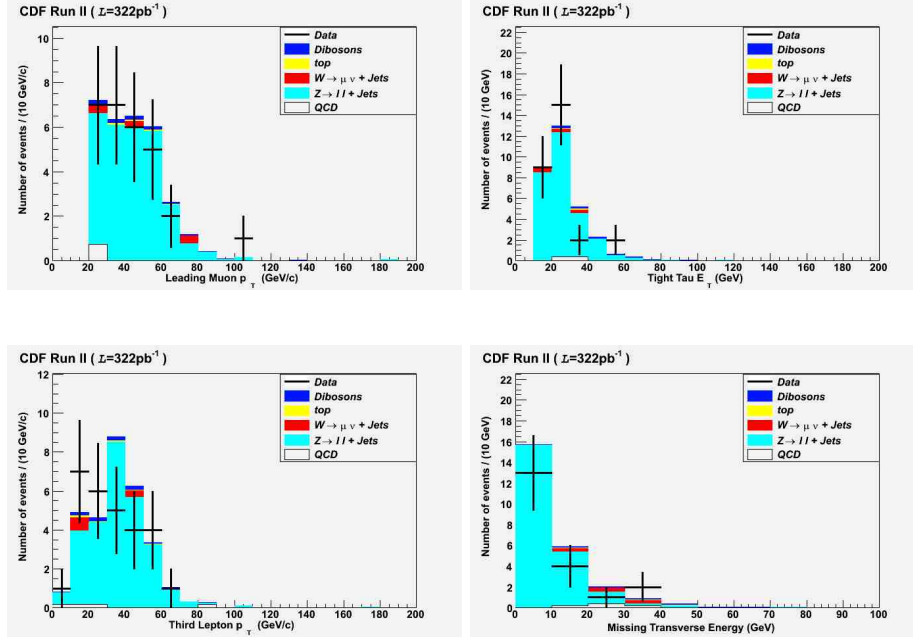 CDF Run II ( L=322pb-1 )
Number of events / (10 GeV/c)
10
8
6
4
2
0
Data
Dibosons
top
W→ μ ν + Jets
Z→ l l + Jets
QCD
0 20 40 60 80 100 120 140 160 180 200
Leading Muon p T (GeV/c)
CDF Run II ( L=322pb-1 )
Number of events / (10 GeV)
22
20
18
16
14
12
10
8
6
4
2
0
Data
Dibosons
top
W→ μ ν + Jets
Z→ l l + Jets
QCD
0 20 40 60 80 100 120 140 160 180 200
Tight Tau E T (GeV)
CDF Run II ( L=322pb-1 )
Number of events / (10 GeV/c)
12
10
8
6
4
2
0
Data
Dibosons
top
W→ μ ν + Jets
Z→ l l + Jets
QCD
0 20 40 60 80 100 120 140 160 180 200
Third Lepton p T (GeV/c)
CDF Run II ( L=322pb-1 )
Number of events / (10 GeV)
22
20
18
16
14
12
10
8
6
4
2
0
Data
Dibosons
top
W→ μ ν + Jets
Z→ l l + Jets
QCD
0 10 20 30 40 50 60 70 80 90 100
Missing Transverse Energy (GeV)